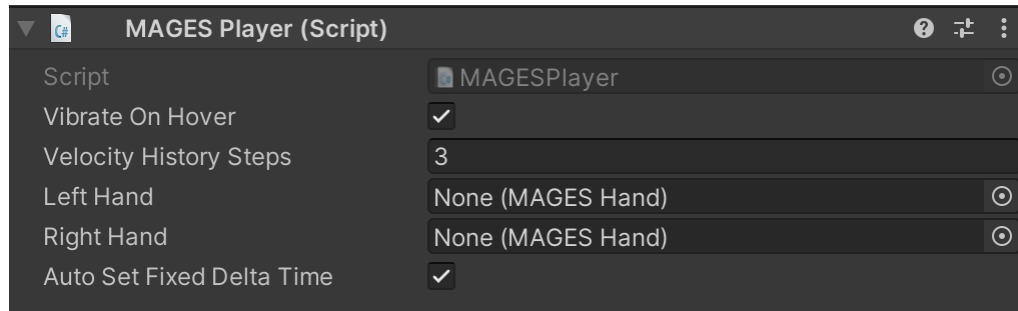 MAGES Player (Script)
Script MAGESPlayer
Vibrate On Hover
Velocity History Steps 3
Left Hand None (MAGES Hand)
Right Hand None (MAGES Hand)
Auto Set Fixed Delta Time